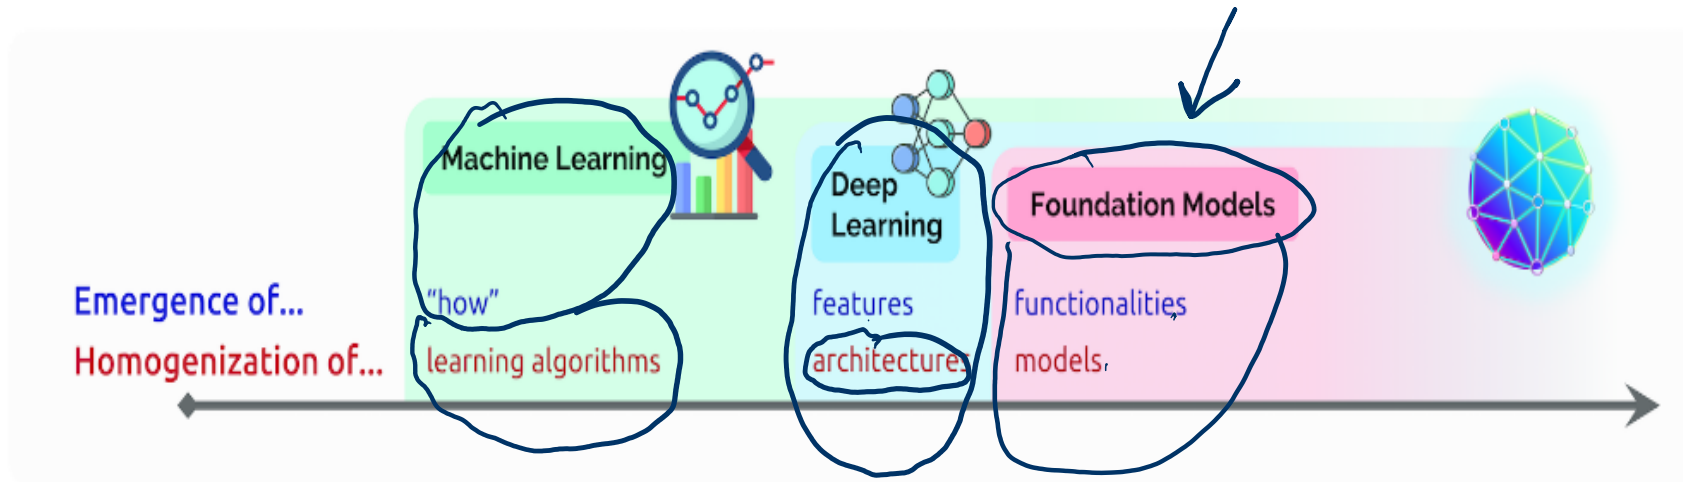 Machine Learning
Deep
Learning
Foundation Models
Emergence of... "how" features functionalities
Homogenization of... learning algorithms architectures models